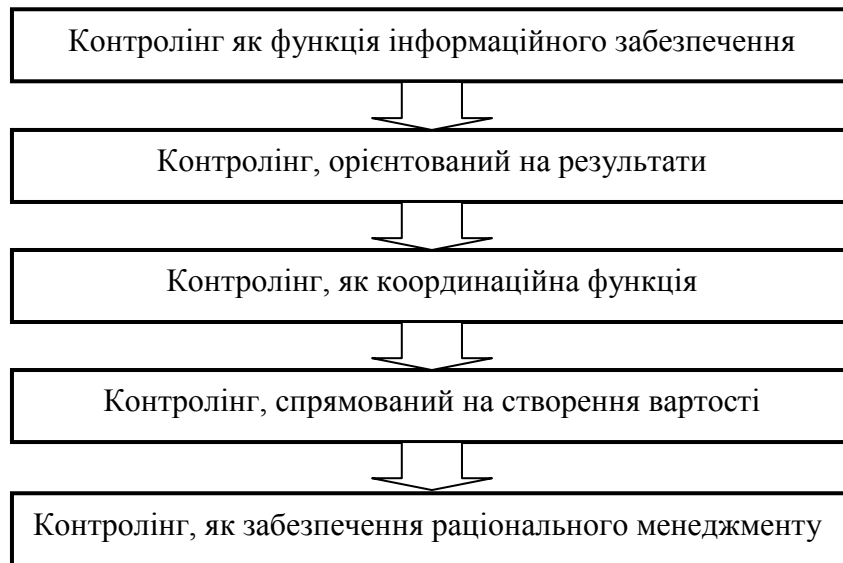 Контролінг як функція інформаційного забезпечення
Контролінг, орієнтований на результати
Контролінг, як координаційна функція
Контролінг, спрямований на створення вартості
Контролінг, як забезпечення раціонального менеджменту